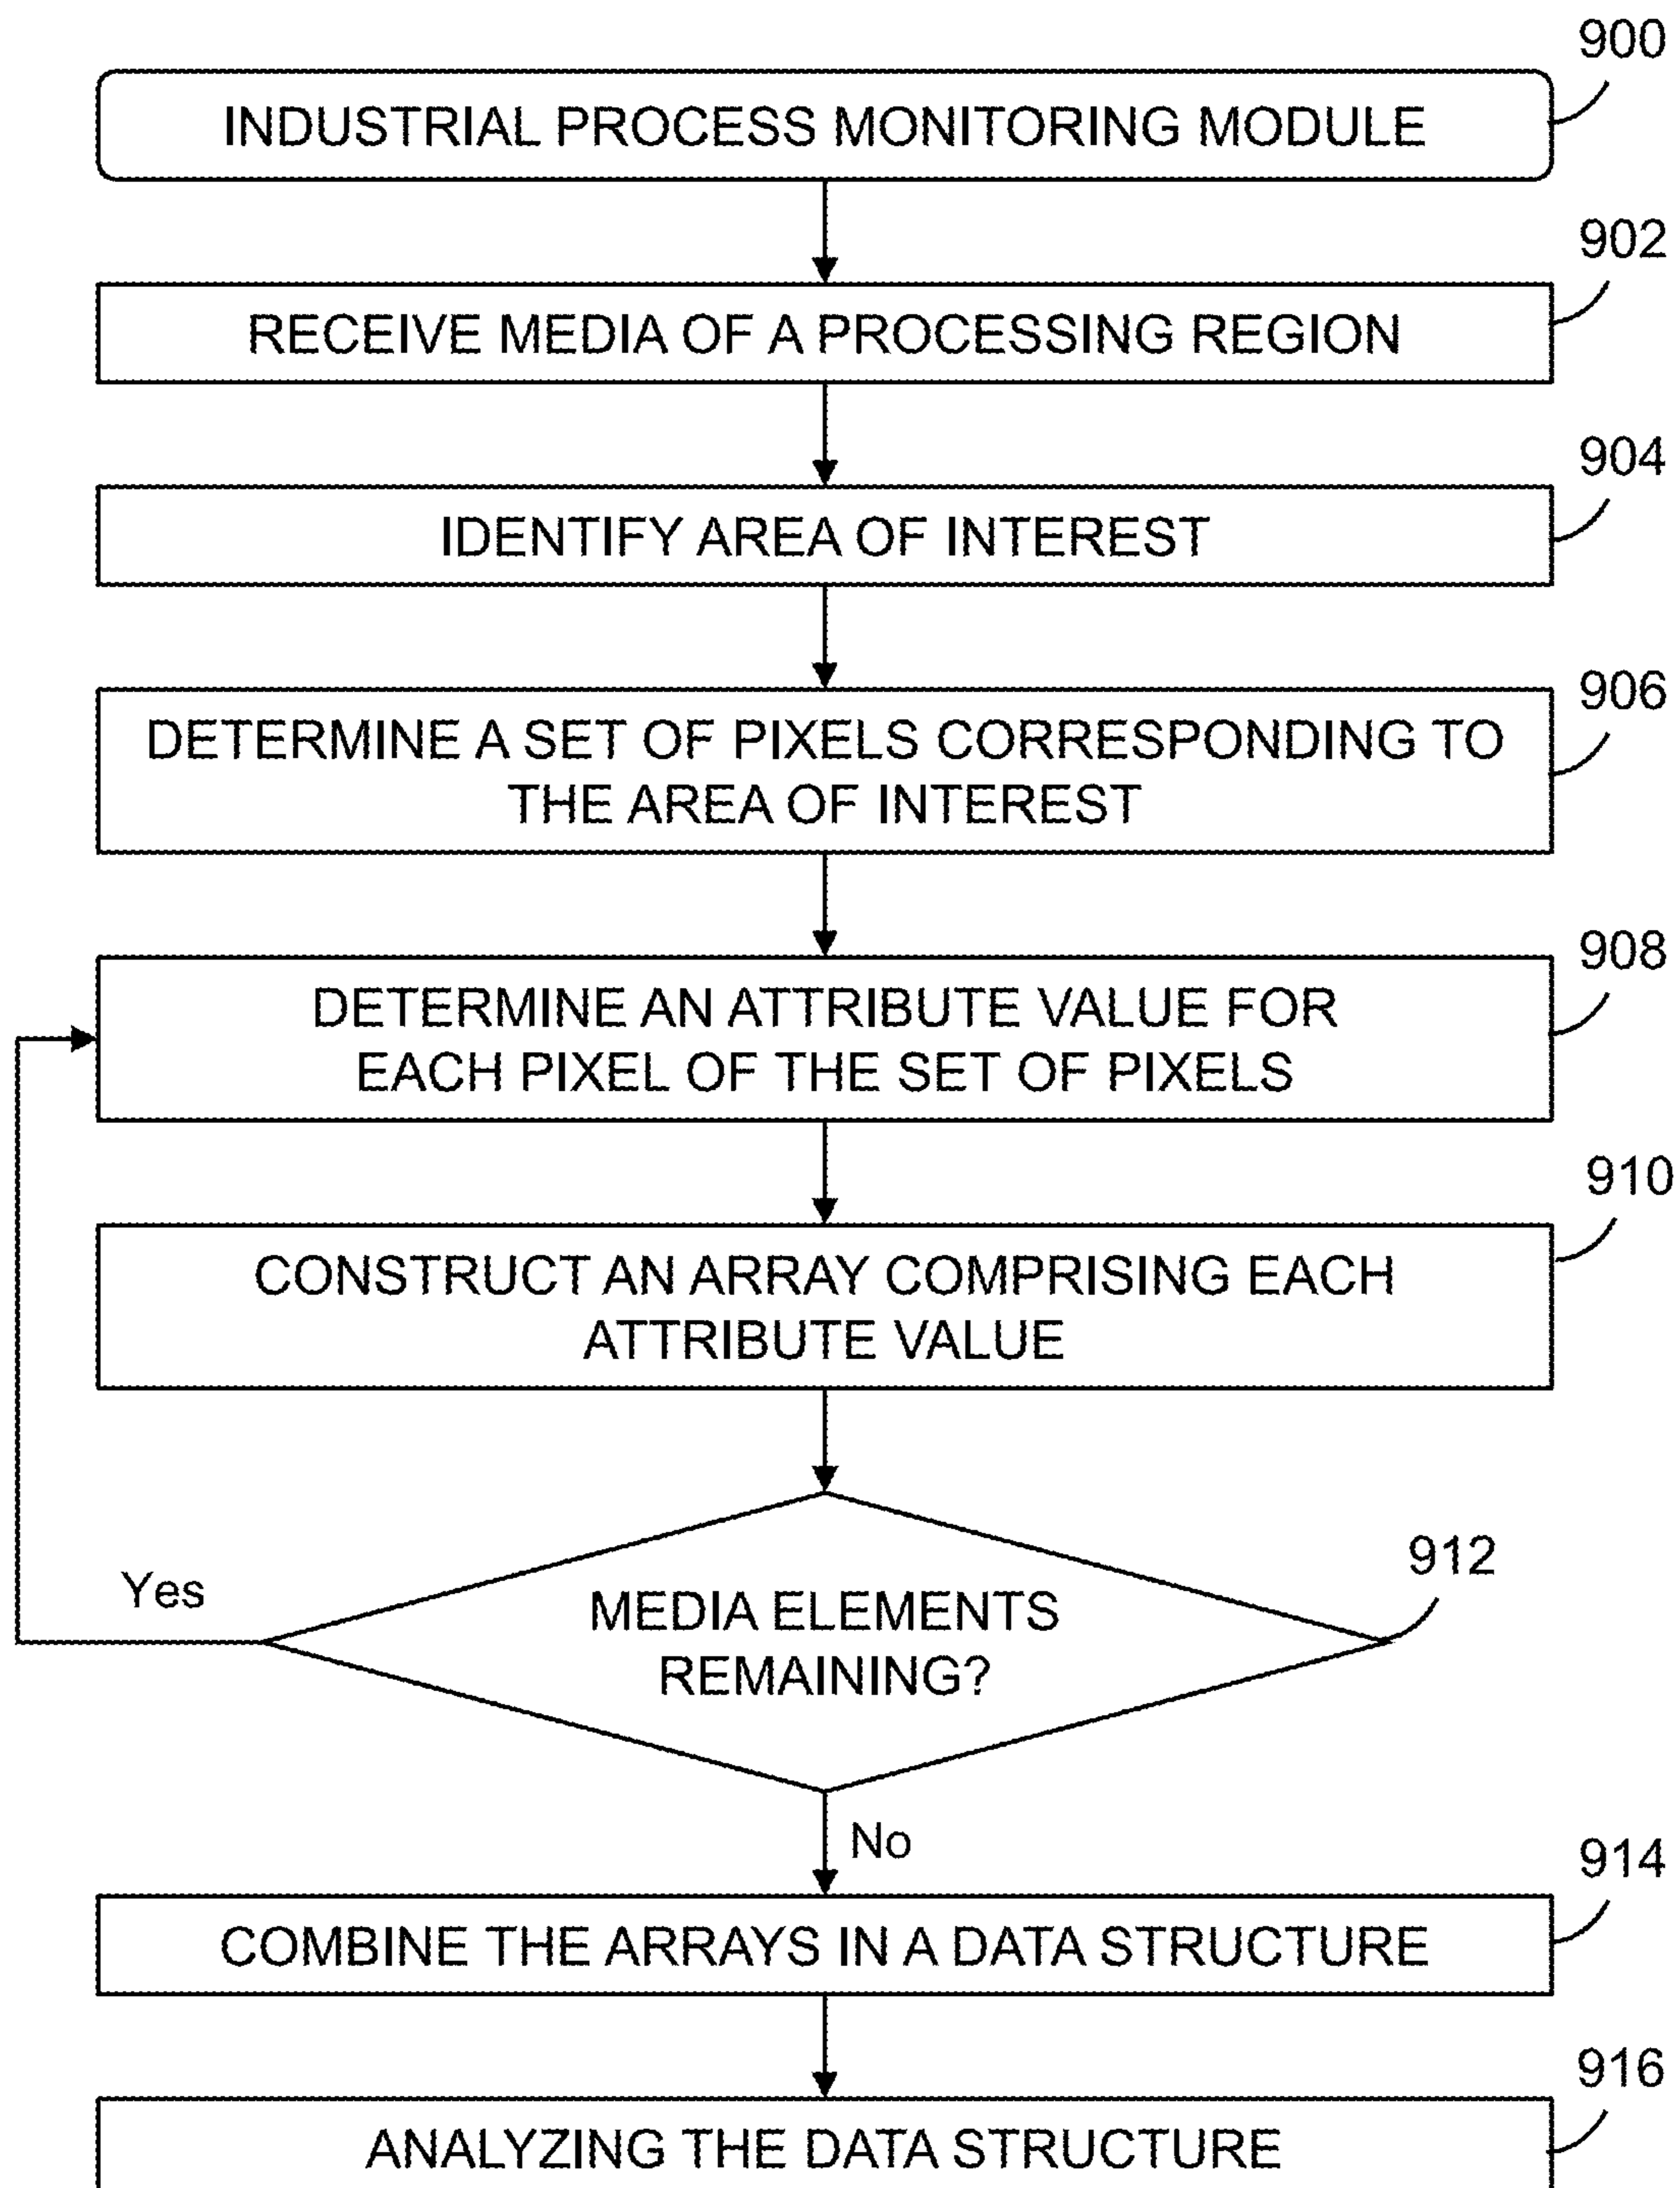 900
INDUSTRIAL PROCESS MONITORING MODULE
902
RECEIVE MEDIA OF A PROCESSING REGION
904
IDENTIFY AREA OF INTEREST
906
DETERMINE A SET OF PIXELS CORRESPONDING TO
THE AREA OF INTEREST
908
DETERMINE AN ATTRIBUTE VALUE FOR
EACH PIXEL OF THE SET OF PIXELS
910
CONSTRUCT AN ARRAY COMPRISING EACH
ATTRIBUTE VALUE
912
Yes
MEDIA ELEMENTS
REMAINING?
No
914
COMBINE THE ARRAYS IN A DATA STRUCTURE
916
ANALYZING THE DATA STRUCTURE